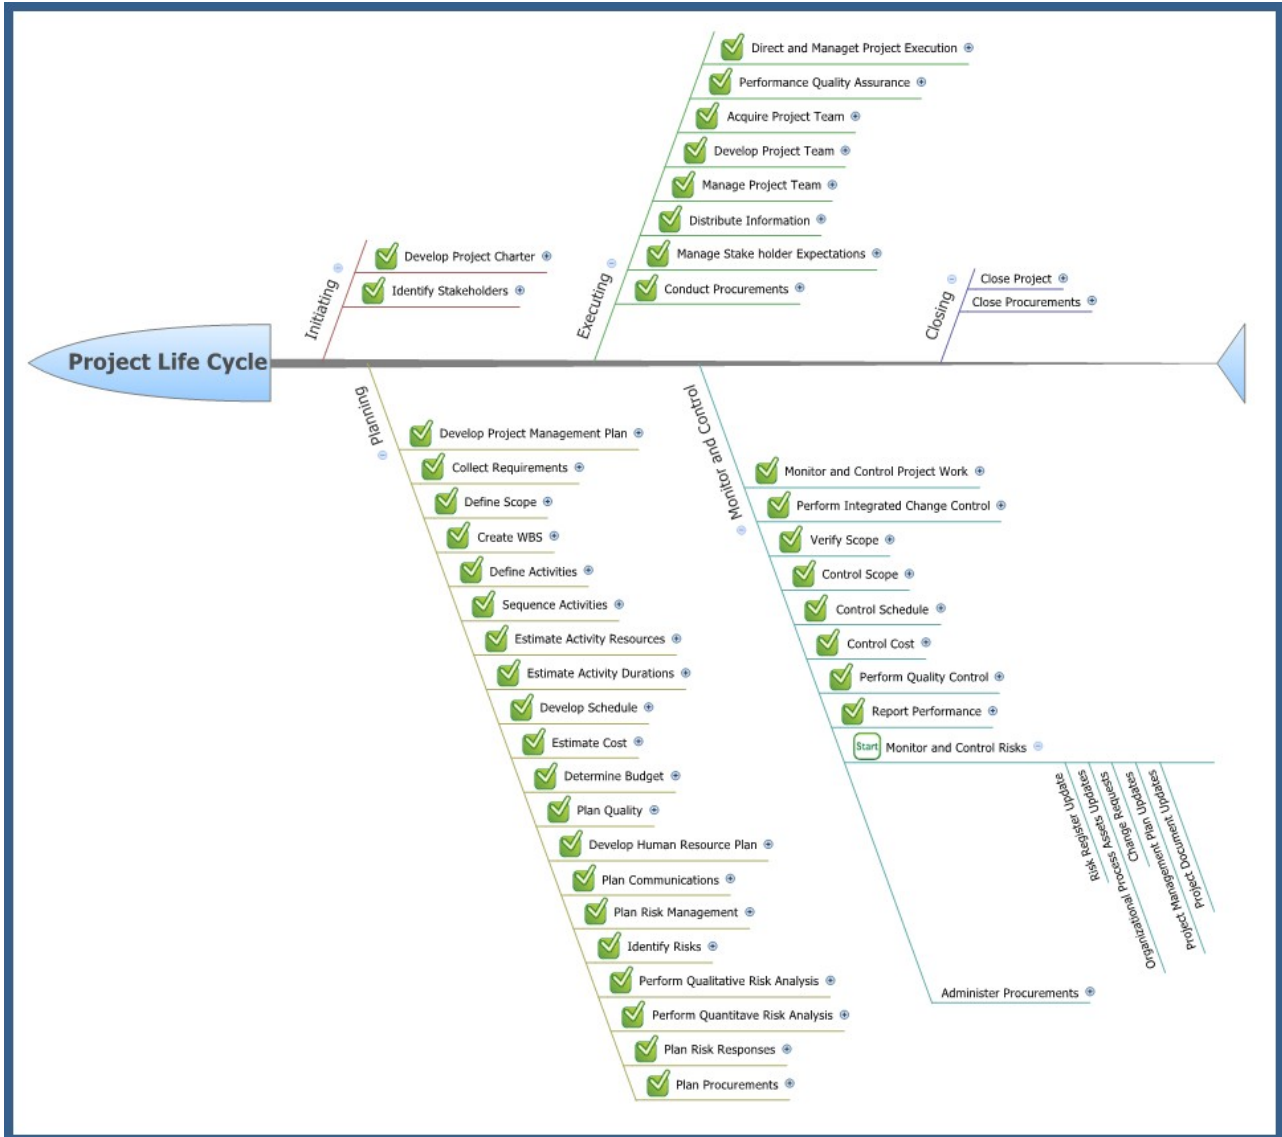 Project Life Cycle
Initiating
Develop Project Charter
Identify Stakeholders
Planning
Develop Project Management Plan
Collect Requirements
Define Scope
Create WBS
Define Activities
Sequence Activities
Estimate Activity Resources
Estimate Activity Durations
Develop Schedule
Estimate Cost
Determine Budget
Plan Quality
Develop Human Resource Plan
Plan Communications
Plan Risk Management
Identify Risks
Perform Qualitative Risk Analysis
Perform Quantitave Risk Analysis
Plan Risk Responses
Plan Procurements
Executing
Direct and Managet Project Execution
Performance Quality Assurance
Acquire Project Team
Develop Project Team
Manage Project Team
Distribute Information
Manage Stake holder Expectations
Conduct Procurements
Monitor and Control
Monitor and Control Project Work
Perform Integrated Change Control
Verify Scope
Control Scope
Control Schedule
Control Cost
Perform Quality Control
Report Performance
Start Monitor and Control Risks
Risk Register Update
Organizational Process Assets Updates
Change Requests
Project Management Plan Updates
Project Document Updates
Administer Procurements
Closing
Close Project
Close Procurements